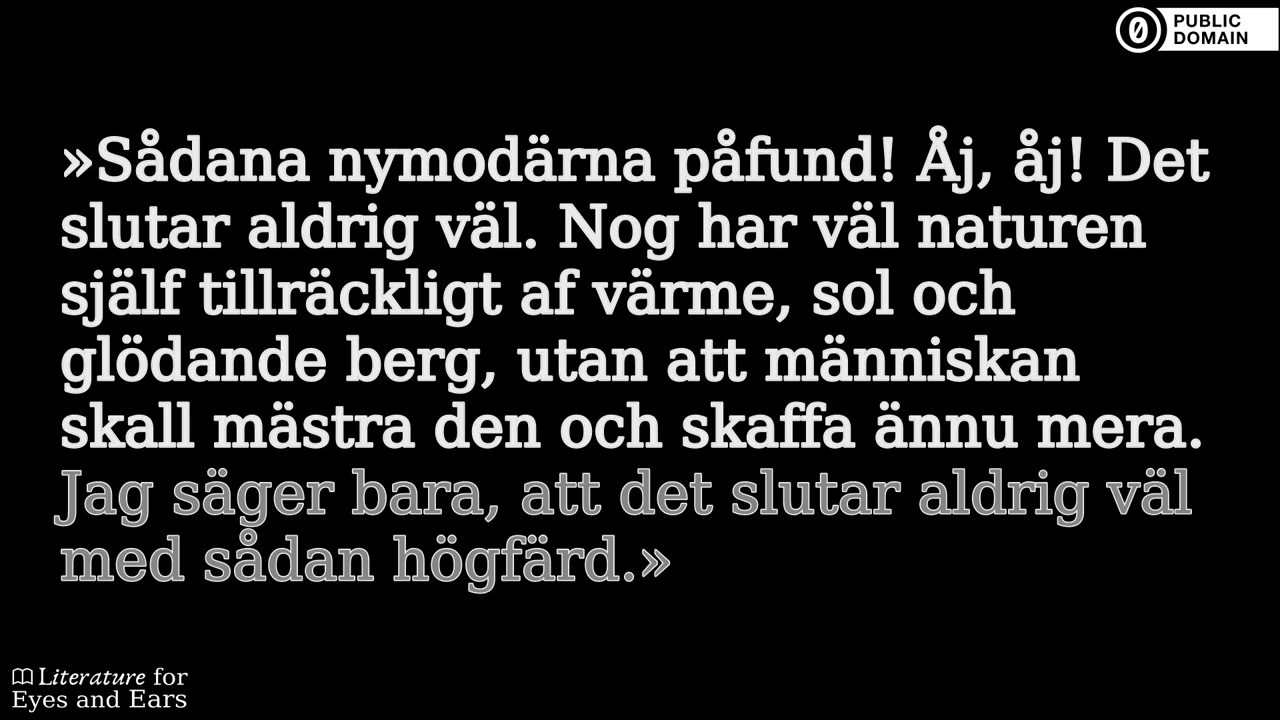 PUBLIC
DOMAIN
»Sådana nymodärna påfund! Åj, åj! Det
slutar aldrig väl. Nog har väl naturen
själf tillräckligt af värme, sol och
glödande berg, utan att människan
skall mästra den och skaffa ännu mera.
Jag säger bara, att det slutar aldrig väl
med sådan högfärd.»
Literature for
Eyes and Ears